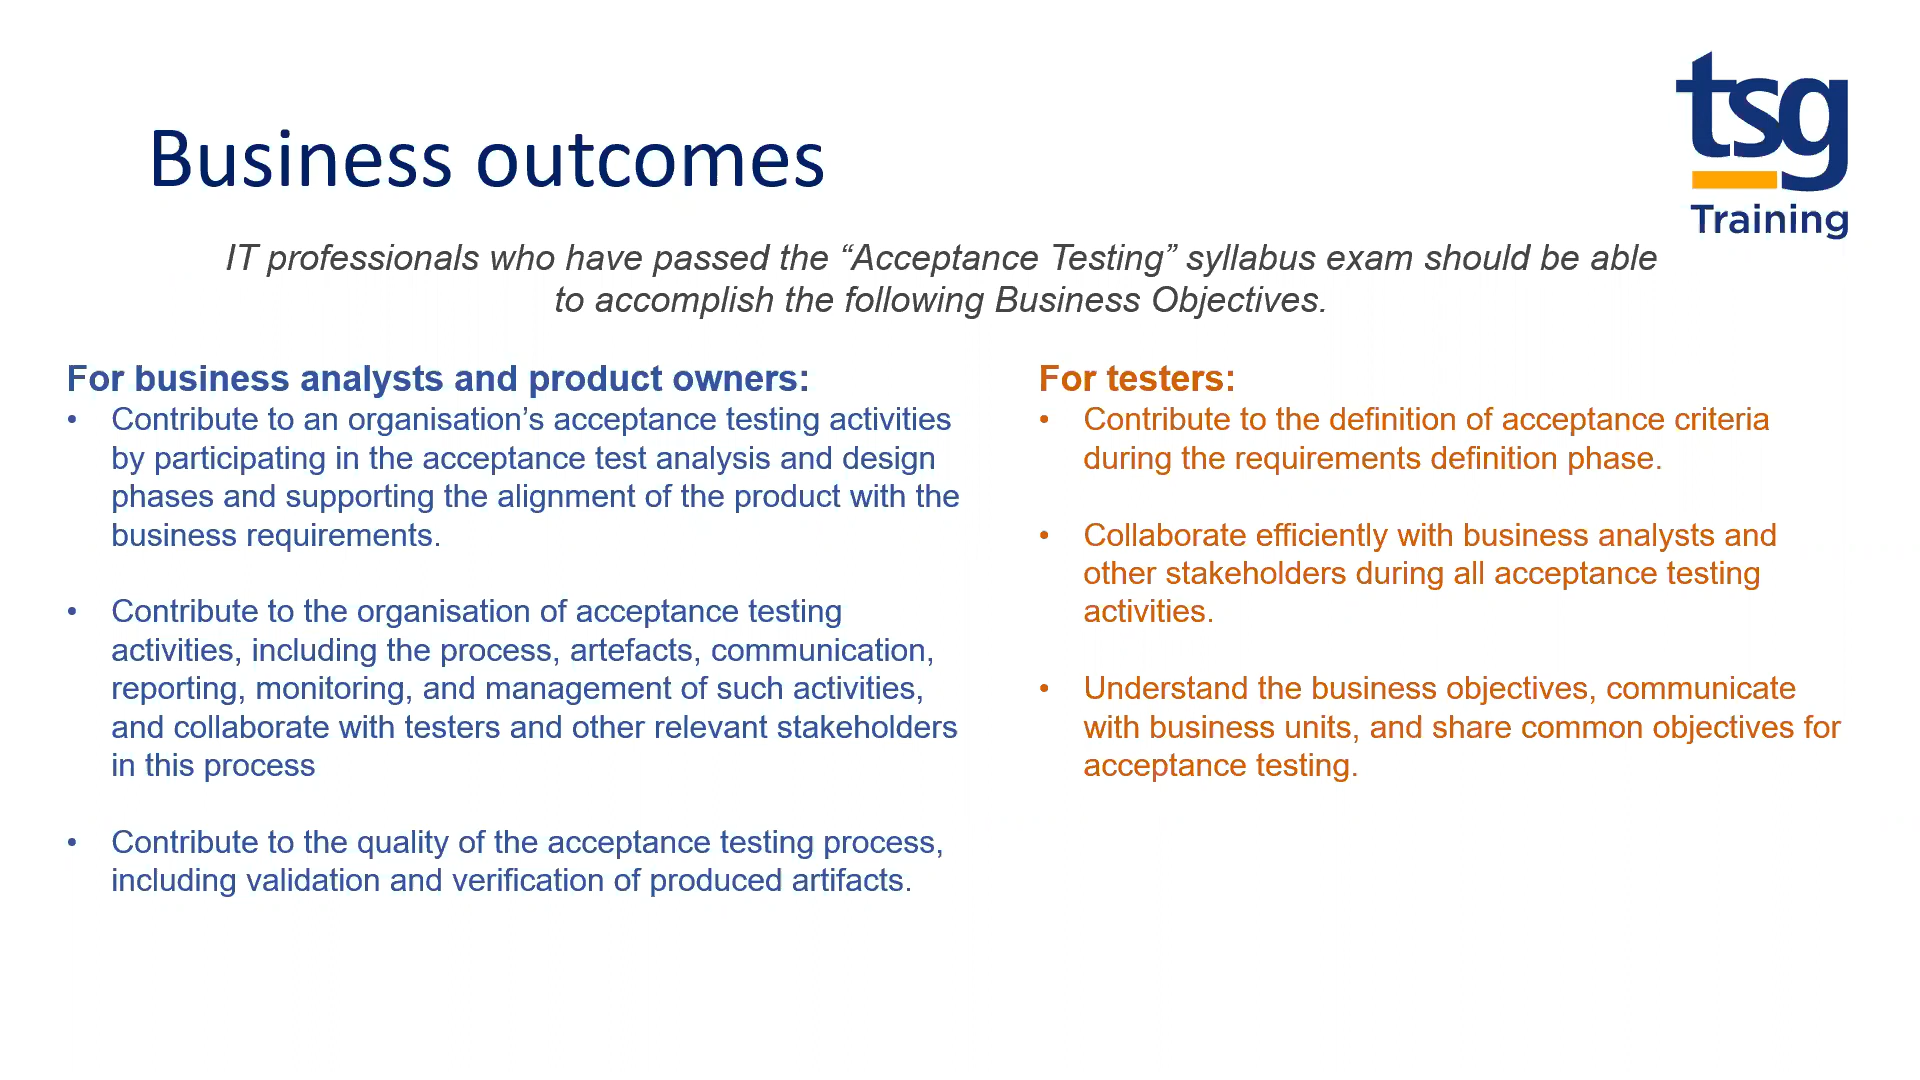 tsg
Training
Business outcomes
IT professionals who have passed the “Acceptance Testing” syllabus exam should be able
to accomplish the following Business Objectives.
For business analysts and product owners:
• Contribute to an organisation’s acceptance testing activities
by participating in the acceptance test analysis and design
phases and supporting the alignment of the product with the
business requirements.
• Contribute to the organisation of acceptance testing
activities, including the process, artefacts, communication,
reporting, monitoring, and management of such activities,
and collaborate with testers and other relevant stakeholders
in this process
• Contribute to the quality of the acceptance testing process,
including validation and verification of produced artifacts.
For testers:
• Contribute to the definition of acceptance criteria
during the requirements definition phase.
• Collaborate efficiently with business analysts and
other stakeholders during all acceptance testing
activities.
• Understand the business objectives, communicate
with business units, and share common objectives for
acceptance testing.